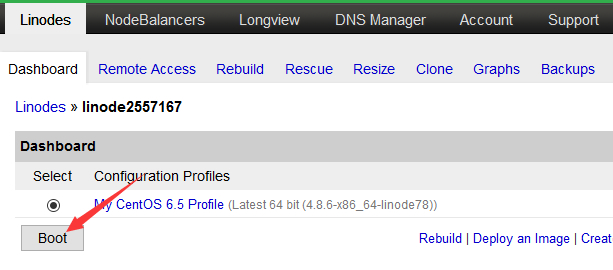 Linodes NodeBalancers Longview DNS Manager Account Support
Dashboard Remote Access Rebuild Rescue Resize Clone Graphs Backups
Linodes » linode2557167
Dashboard
Select Configuration Profiles
My CentOS 6.5 Profile (Latest 64 bit (4.8.6-x86_64-linode78))
Boot Rebuild | Deploy an Image | Creat